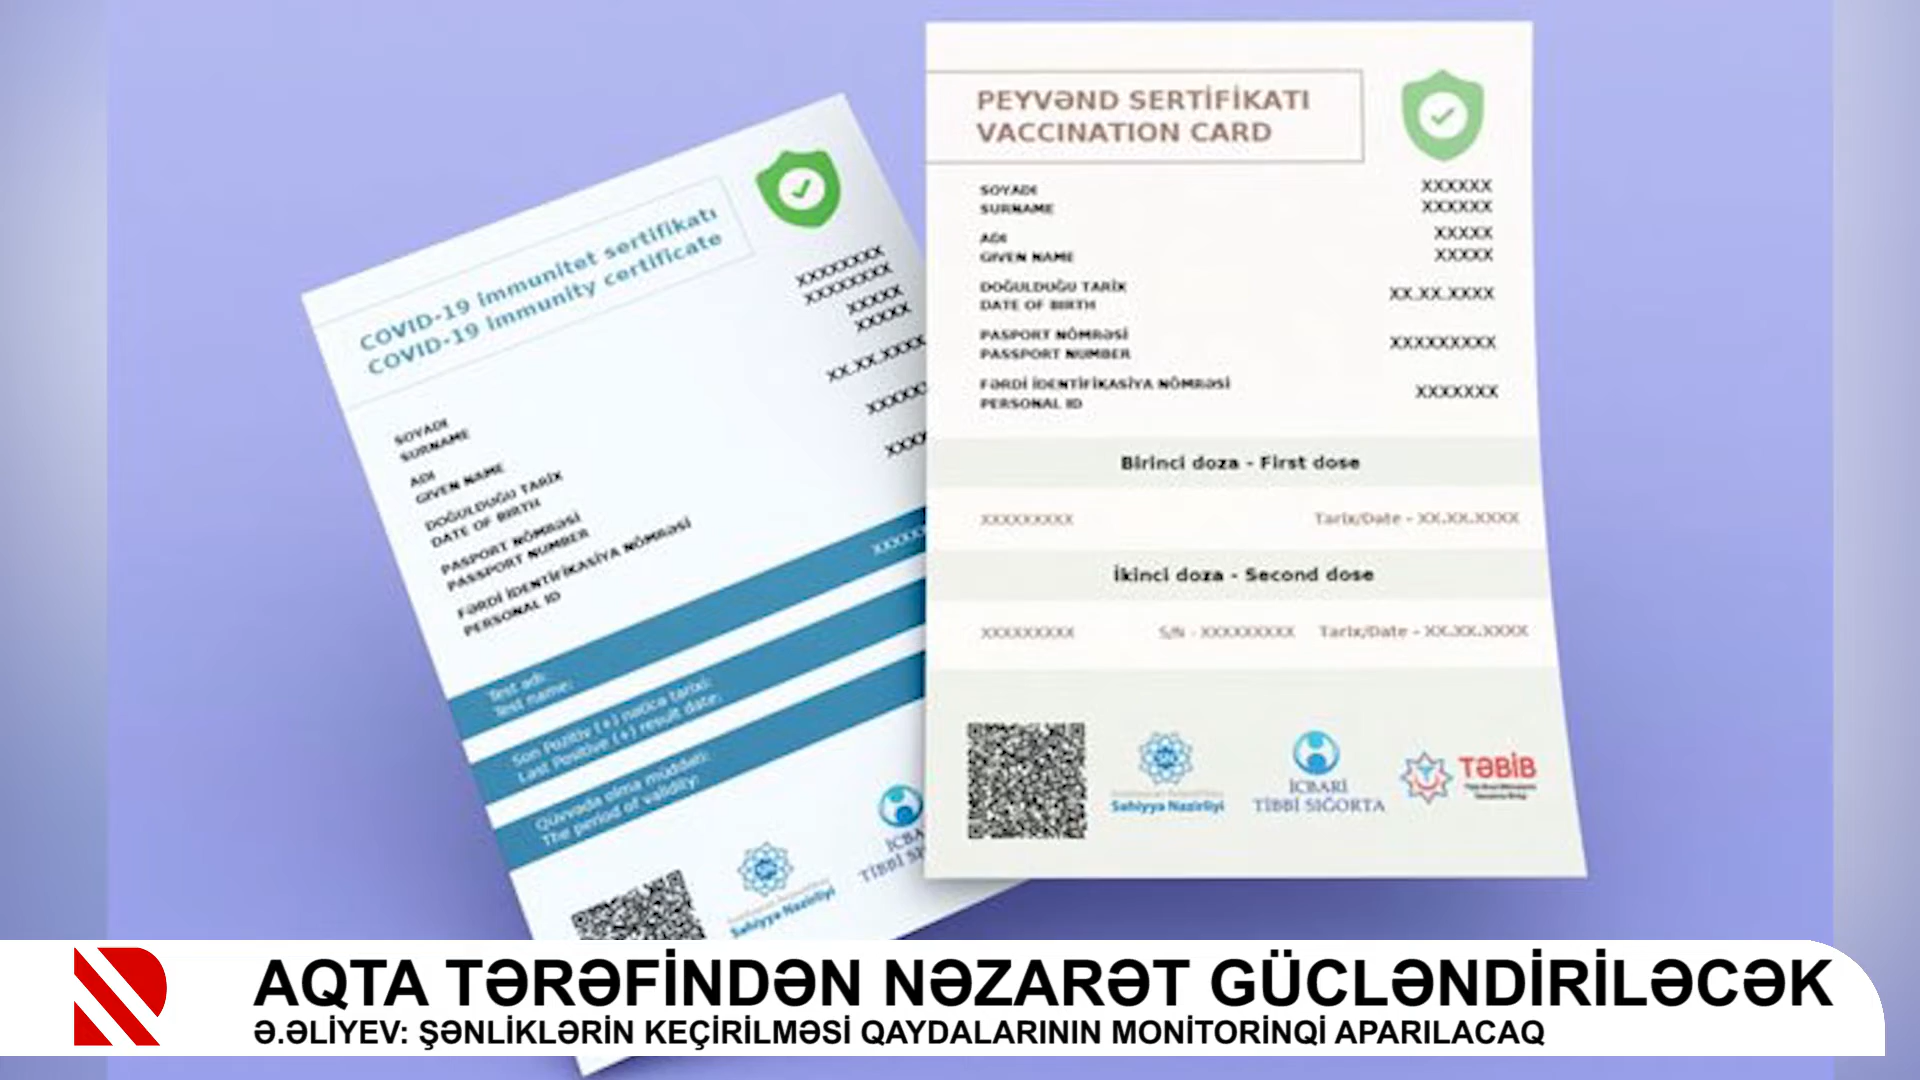 COVID-19 immunitet sertifikatı
COVID-19 immunity certificate
XXXXXXXX
XXXXXXXX
XXXXX
XXXXX
XX.XX.XXXX
SOYADI
SURNAME
ADI
GIVEN NAME
DOĞULDUĞU TARİX
DATE OF BIRTH
PASPORT NÖMRƏSİ
PASSPORT NUMBER
FƏRDİ İDENTİFİKASİYA NÖMRƏSİ
PERSONAL ID
Test adı:
Test name:
Son Pozitiv (+) nəticə tarixi:
Last Positive (+) result date:
Qüvvədə olma müddəti:
The period of validity:
Səhiyyə Nazirliyi
PEYVƏND SERTİFİKATI
VACCINATION CARD
SOYADI XXXXXX
SURNAME XXXXXX
ADI XXXXX
GIVEN NAME XXXXX
DOĞULDUĞU TARİX
DATE OF BIRTH XX.XX.XXXX
PASPORT NÖMRƏSİ
PASSPORT NUMBER XXXXXXXXX
FƏRDİ İDENTİFİKASİYA NÖMRƏSİ
PERSONAL ID XXXXXXX
Birinci doza - First dose
XXXXXXXXX Tarix/Date - XX.XX.XXXX
İkinci doza - Second dose
XXXXXXXXX S/N - XXXXXXXXX Tarix/Date - XX.XX.XXXX
Səhiyyə Nazirliyi
İCBARİ
TİBBİ SIĞORTA
TƏBİB
AQTA TƏRƏFİNDƏN NƏZARƏT GÜCLƏNDİRİLƏCƏK
Ə.ƏLİYEV: ŞƏNLİKLƏRİN KEÇİRİLMƏSİ QAYDALARININ MONİTORİNQİ APARILACAQ